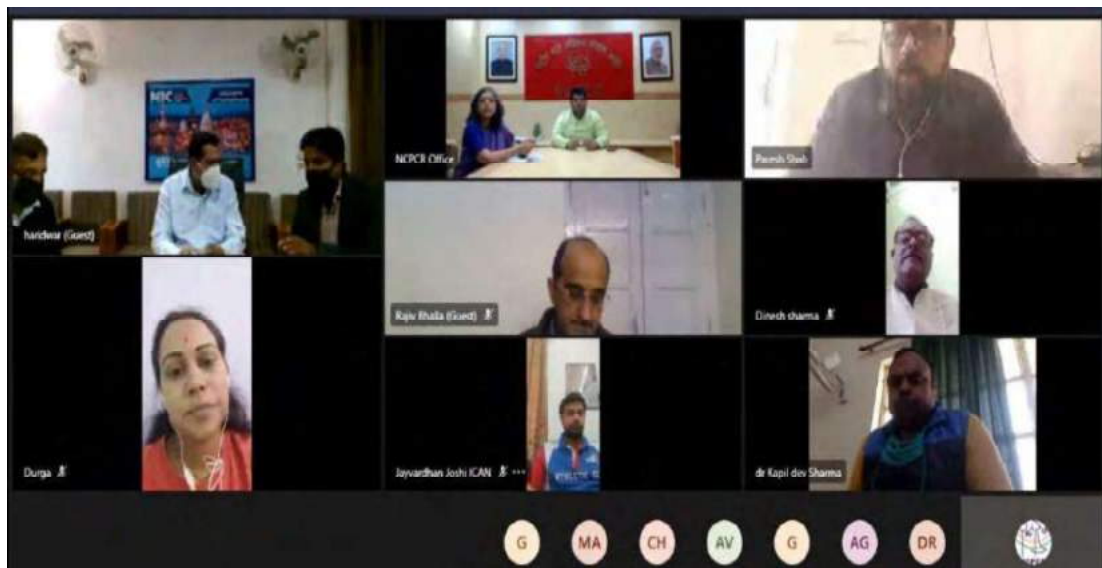 NIC
haridwar (Guest)
NCPCR Office
Paresh Shah
Rajiv Bhalla (Guest)
Dinesh sharma
Durga
Jayvardhan Joshi ICAN
dr Kapil dev Sharma
G
MA
CH
AV
G
AG
DR